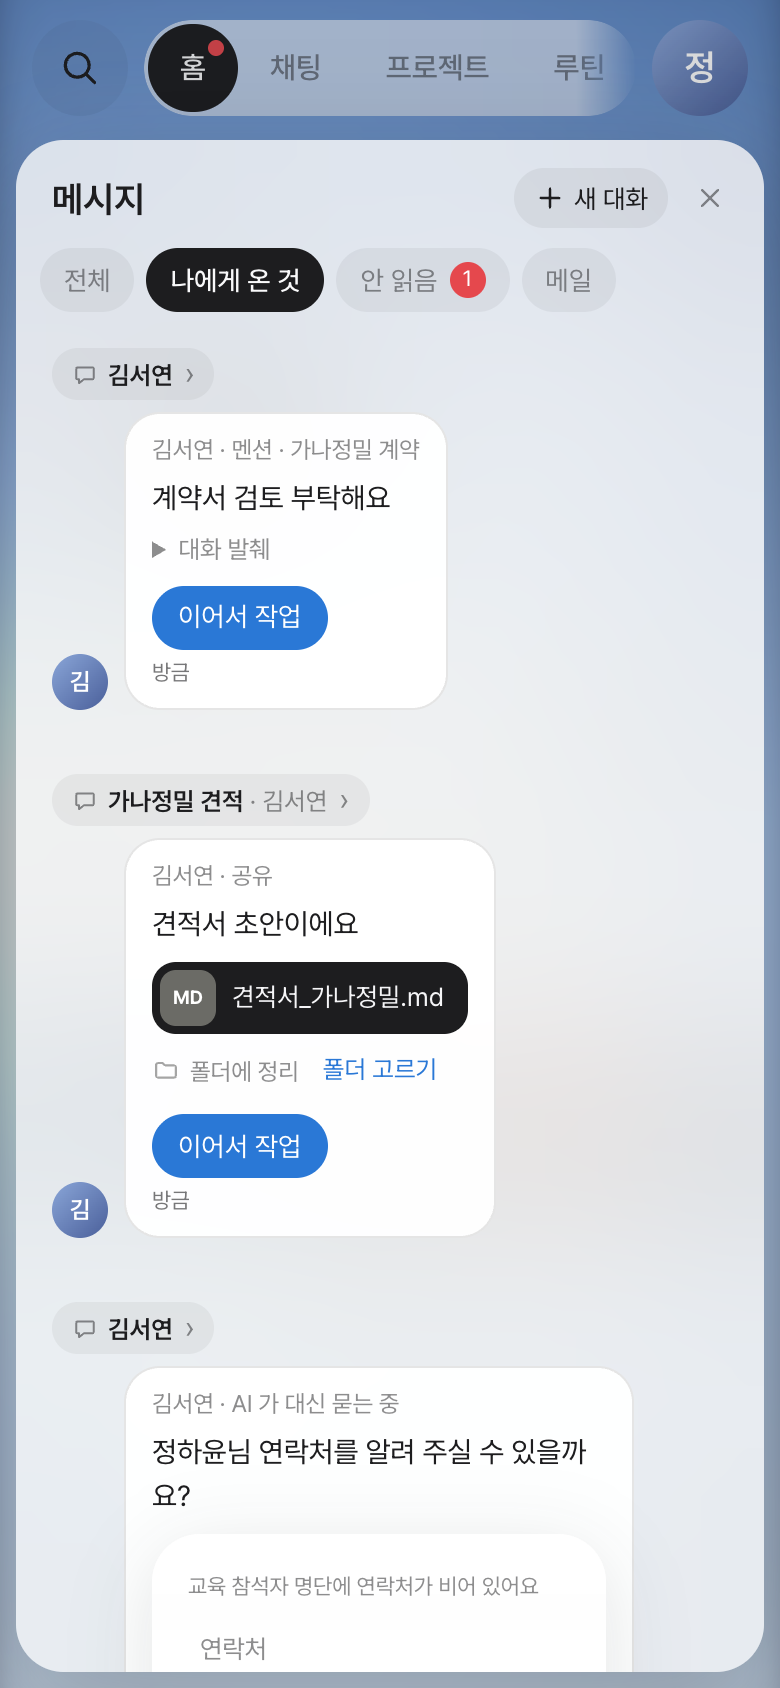 홈
채팅
프로젝트
루틴
정
메시지
새 대화
전체
나에게 온 것
안 읽음 1
메일
김서연 ›
김서연 · 멘션 · 가나정밀 계약
계약서 검토 부탁해요
▶ 대화 발췌
이어서 작업
방금
김
가나정밀 견적 · 김서연 ›
김서연 · 공유
견적서 초안이에요
MD 견적서_가나정밀.md
폴더에 정리 폴더 고르기
이어서 작업
방금
김
김서연 ›
김서연 · AI 가 대신 묻는 중
정하윤님 연락처를 알려 주실 수 있을까
요?
교육 참석자 명단에 연락처가 비어 있어요
연락처